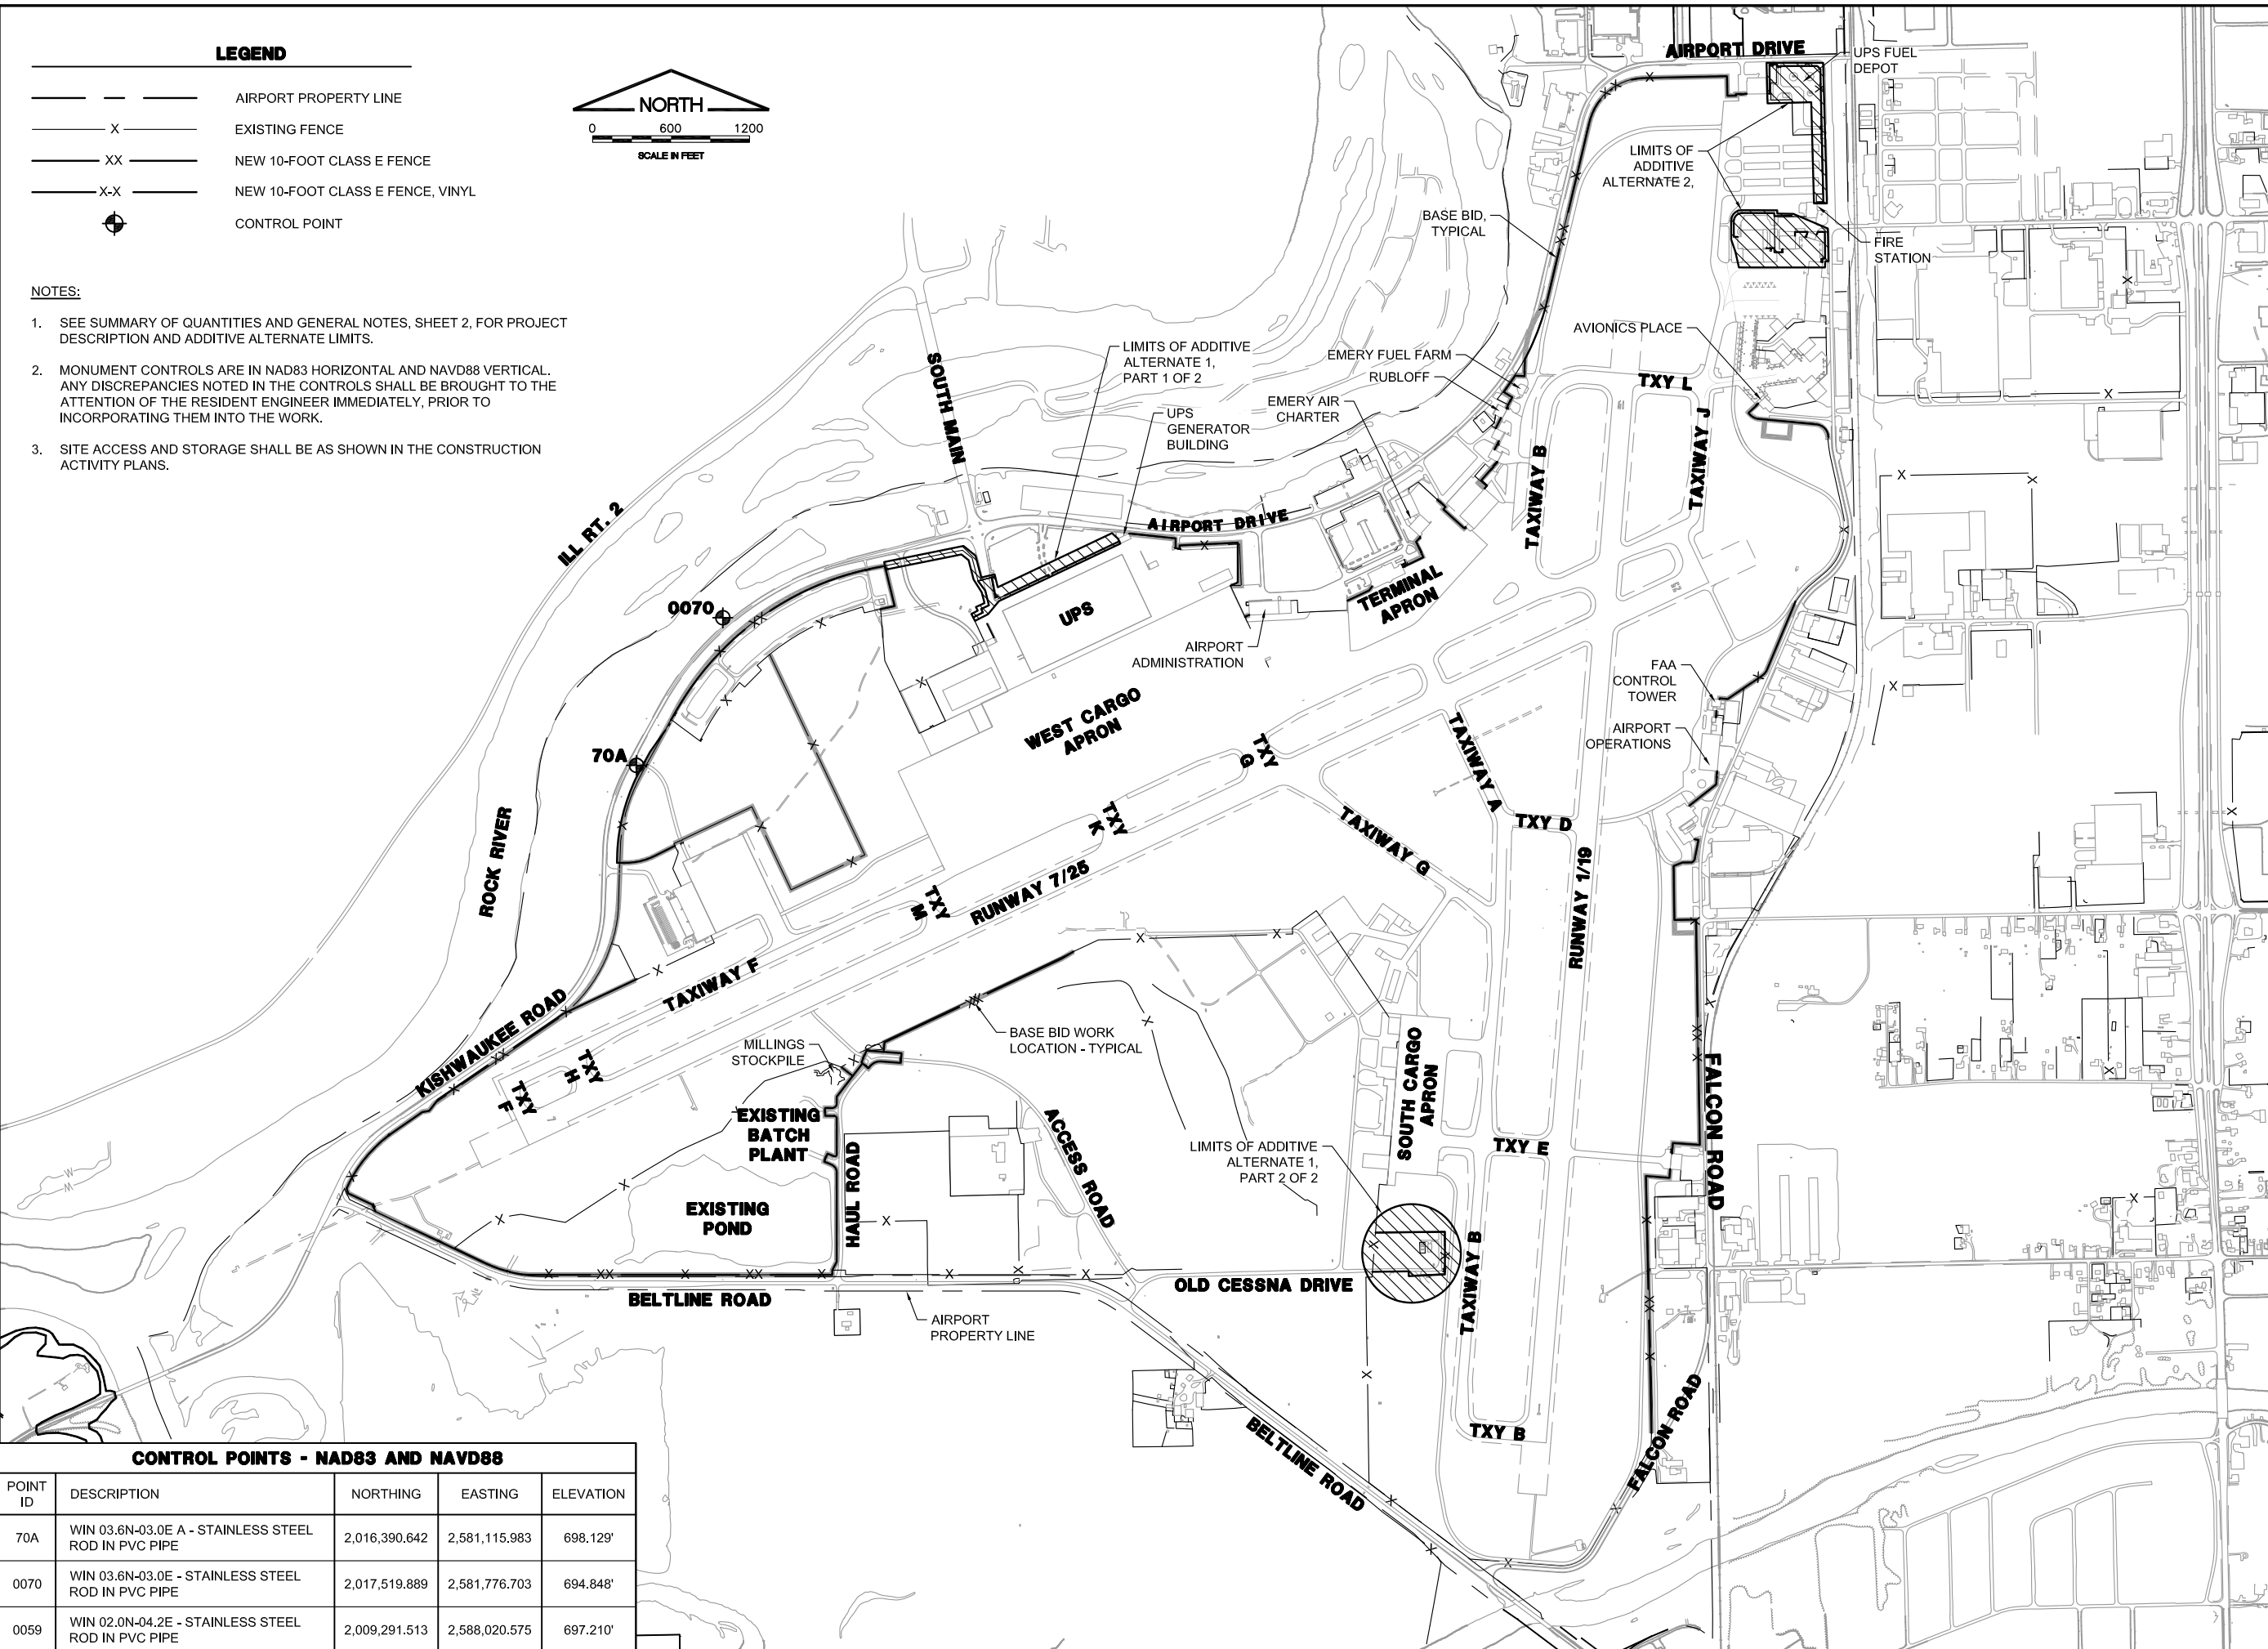 LEGEND
AIRPORT PROPERTY LINE
X
EXISTING FENCE
XX
NEW 10-FOOT CLASS E FENCE
X-X
NEW 10-FOOT CLASS E FENCE, VINYL
CONTROL POINT
NORTH
0 600 1200
SCALE IN FEET
NOTES:
1. SEE SUMMARY OF QUANTITIES AND GENERAL NOTES, SHEET 2, FOR PROJECT
DESCRIPTION AND ADDITIVE ALTERNATE LIMITS.
2. MONUMENT CONTROLS ARE IN NAD83 HORIZONTAL AND NAVD88 VERTICAL.
ANY DISCREPANCIES NOTED IN THE CONTROLS SHALL BE BROUGHT TO THE
ATTENTION OF THE RESIDENT ENGINEER IMMEDIATELY, PRIOR TO
INCORPORATING THEM INTO THE WORK.
3. SITE ACCESS AND STORAGE SHALL BE AS SHOWN IN THE CONSTRUCTION
ACTIVITY PLANS.
AIRPORT DRIVE
UPS FUEL
DEPOT
LIMITS OF
ADDITIVE
ALTERNATE 2,
BASE BID,
TYPICAL
FIRE
STATION
AVIONICS PLACE
LIMITS OF ADDITIVE
ALTERNATE 1,
PART 1 OF 2
EMERY FUEL FARM
RUBLOFF
EMERY AIR
CHARTER
UPS
GENERATOR
BUILDING
SOUTH MAIN
TXY L
TAXIWAY J
TAXIWAY B
ILL RT. 2
AIRPORT DRIVE
0070
UPS
TERMINAL
APRON
AIRPORT
ADMINISTRATION
FAA
CONTROL
TOWER
AIRPORT
OPERATIONS
WEST CARGO
APRON
70A
TXY
G
TAXIWAY A
TXY
K
TXY D
TAXIWAY G
ROCK RIVER
RUNWAY 7/25
TXY
M
RUNWAY 1/19
TAXIWAY F
KISHWAUKEE ROAD
BASE BID WORK
LOCATION - TYPICAL
MILLINGS
STOCKPILE
TXY
H
TXY
F
EXISTING
BATCH
PLANT
SOUTH CARGO
APRON
FALCON ROAD
ACCESS ROAD
HAUL ROAD
LIMITS OF ADDITIVE
ALTERNATE 1,
PART 2 OF 2
TXY E
EXISTING
POND
TAXIWAY B
OLD CESSNA DRIVE
BELTLINE ROAD
AIRPORT
PROPERTY LINE
TXY B
BELTLINE ROAD
FALCON ROAD
CONTROL POINTS - NAD83 AND NAVD88
POINT
ID
DESCRIPTION NORTHING EASTING ELEVATION
70A WIN 03.6N-03.0E A - STAINLESS STEEL
ROD IN PVC PIPE 2,016,390.642 2,581,115.983 698.129'
0070 WIN 03.6N-03.0E - STAINLESS STEEL
ROD IN PVC PIPE 2,017,519.889 2,581,776.703 694.848'
0059 WIN 02.0N-04.2E - STAINLESS STEEL
ROD IN PVC PIPE 2,009,291.513 2,588,020.575 697.210'